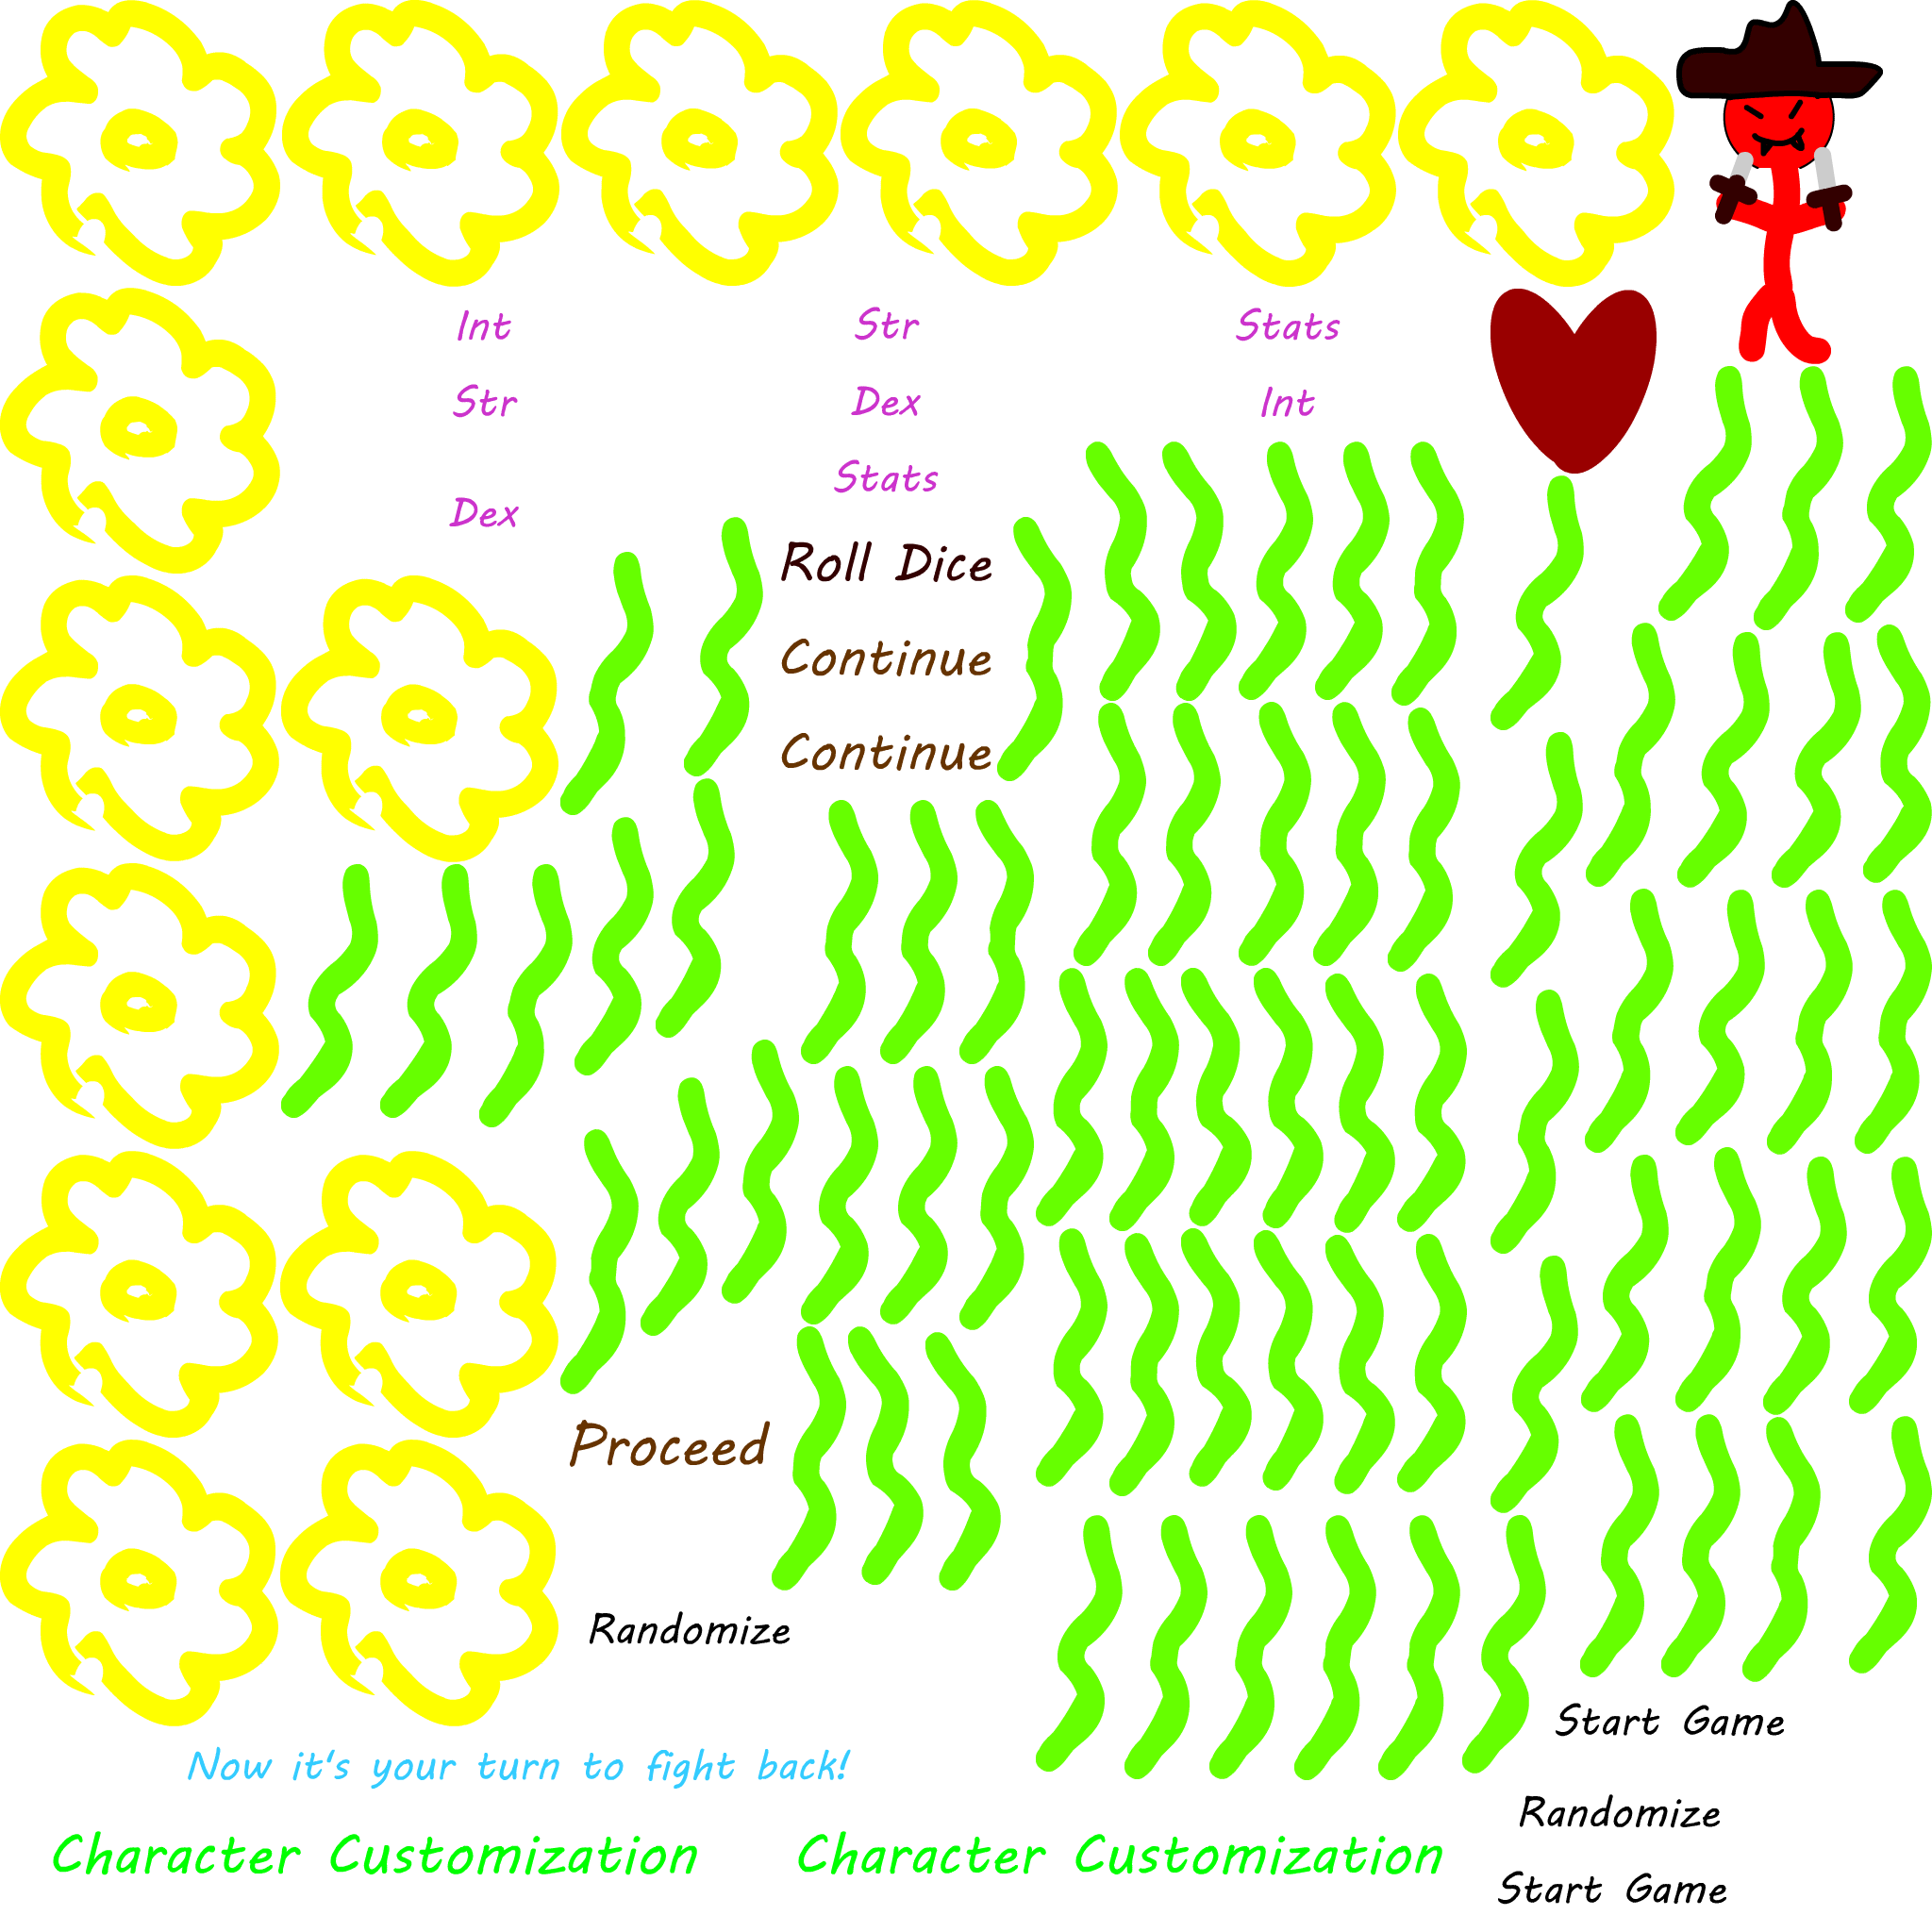 Int Str Stats
Str Dex Int
Stats
Dex
Roll Dice
Continue
Continue
Proceed
Randomize
Start Game
Now it's your turn to fight back!
Randomize
Character Customization Character Customization
Start Game